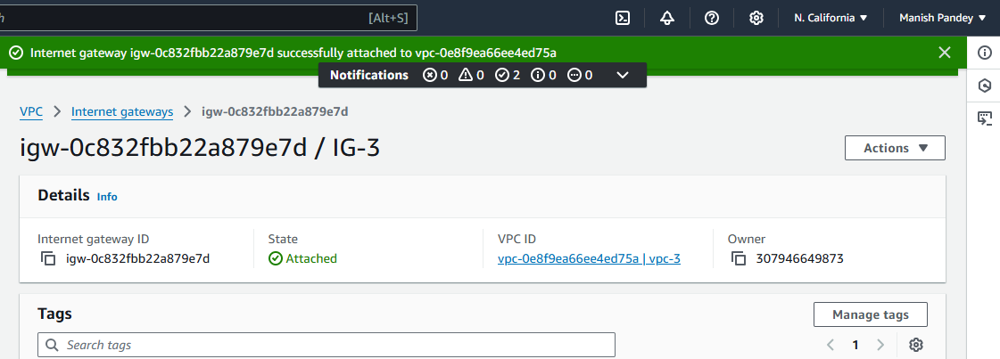 [Alt+S] N. California Manish Pandey
Internet gateway igw-0c832fbb22a879e7d successfully attached to vpc-0e8f9ea66ee4ed75a
Notifications 0 0 2 0 0
VPC Internet gateways igw-0c832fbb22a879e7d
igw-0c832fbb22a879e7d / IG-3
Actions
Details Info
Internet gateway ID State VPC ID Owner
igw-0c832fbb22a879e7d Attached vpc-0e8f9ea66ee4ed75a | vpc-3 307946649873
Tags Manage tags
Search tags 1